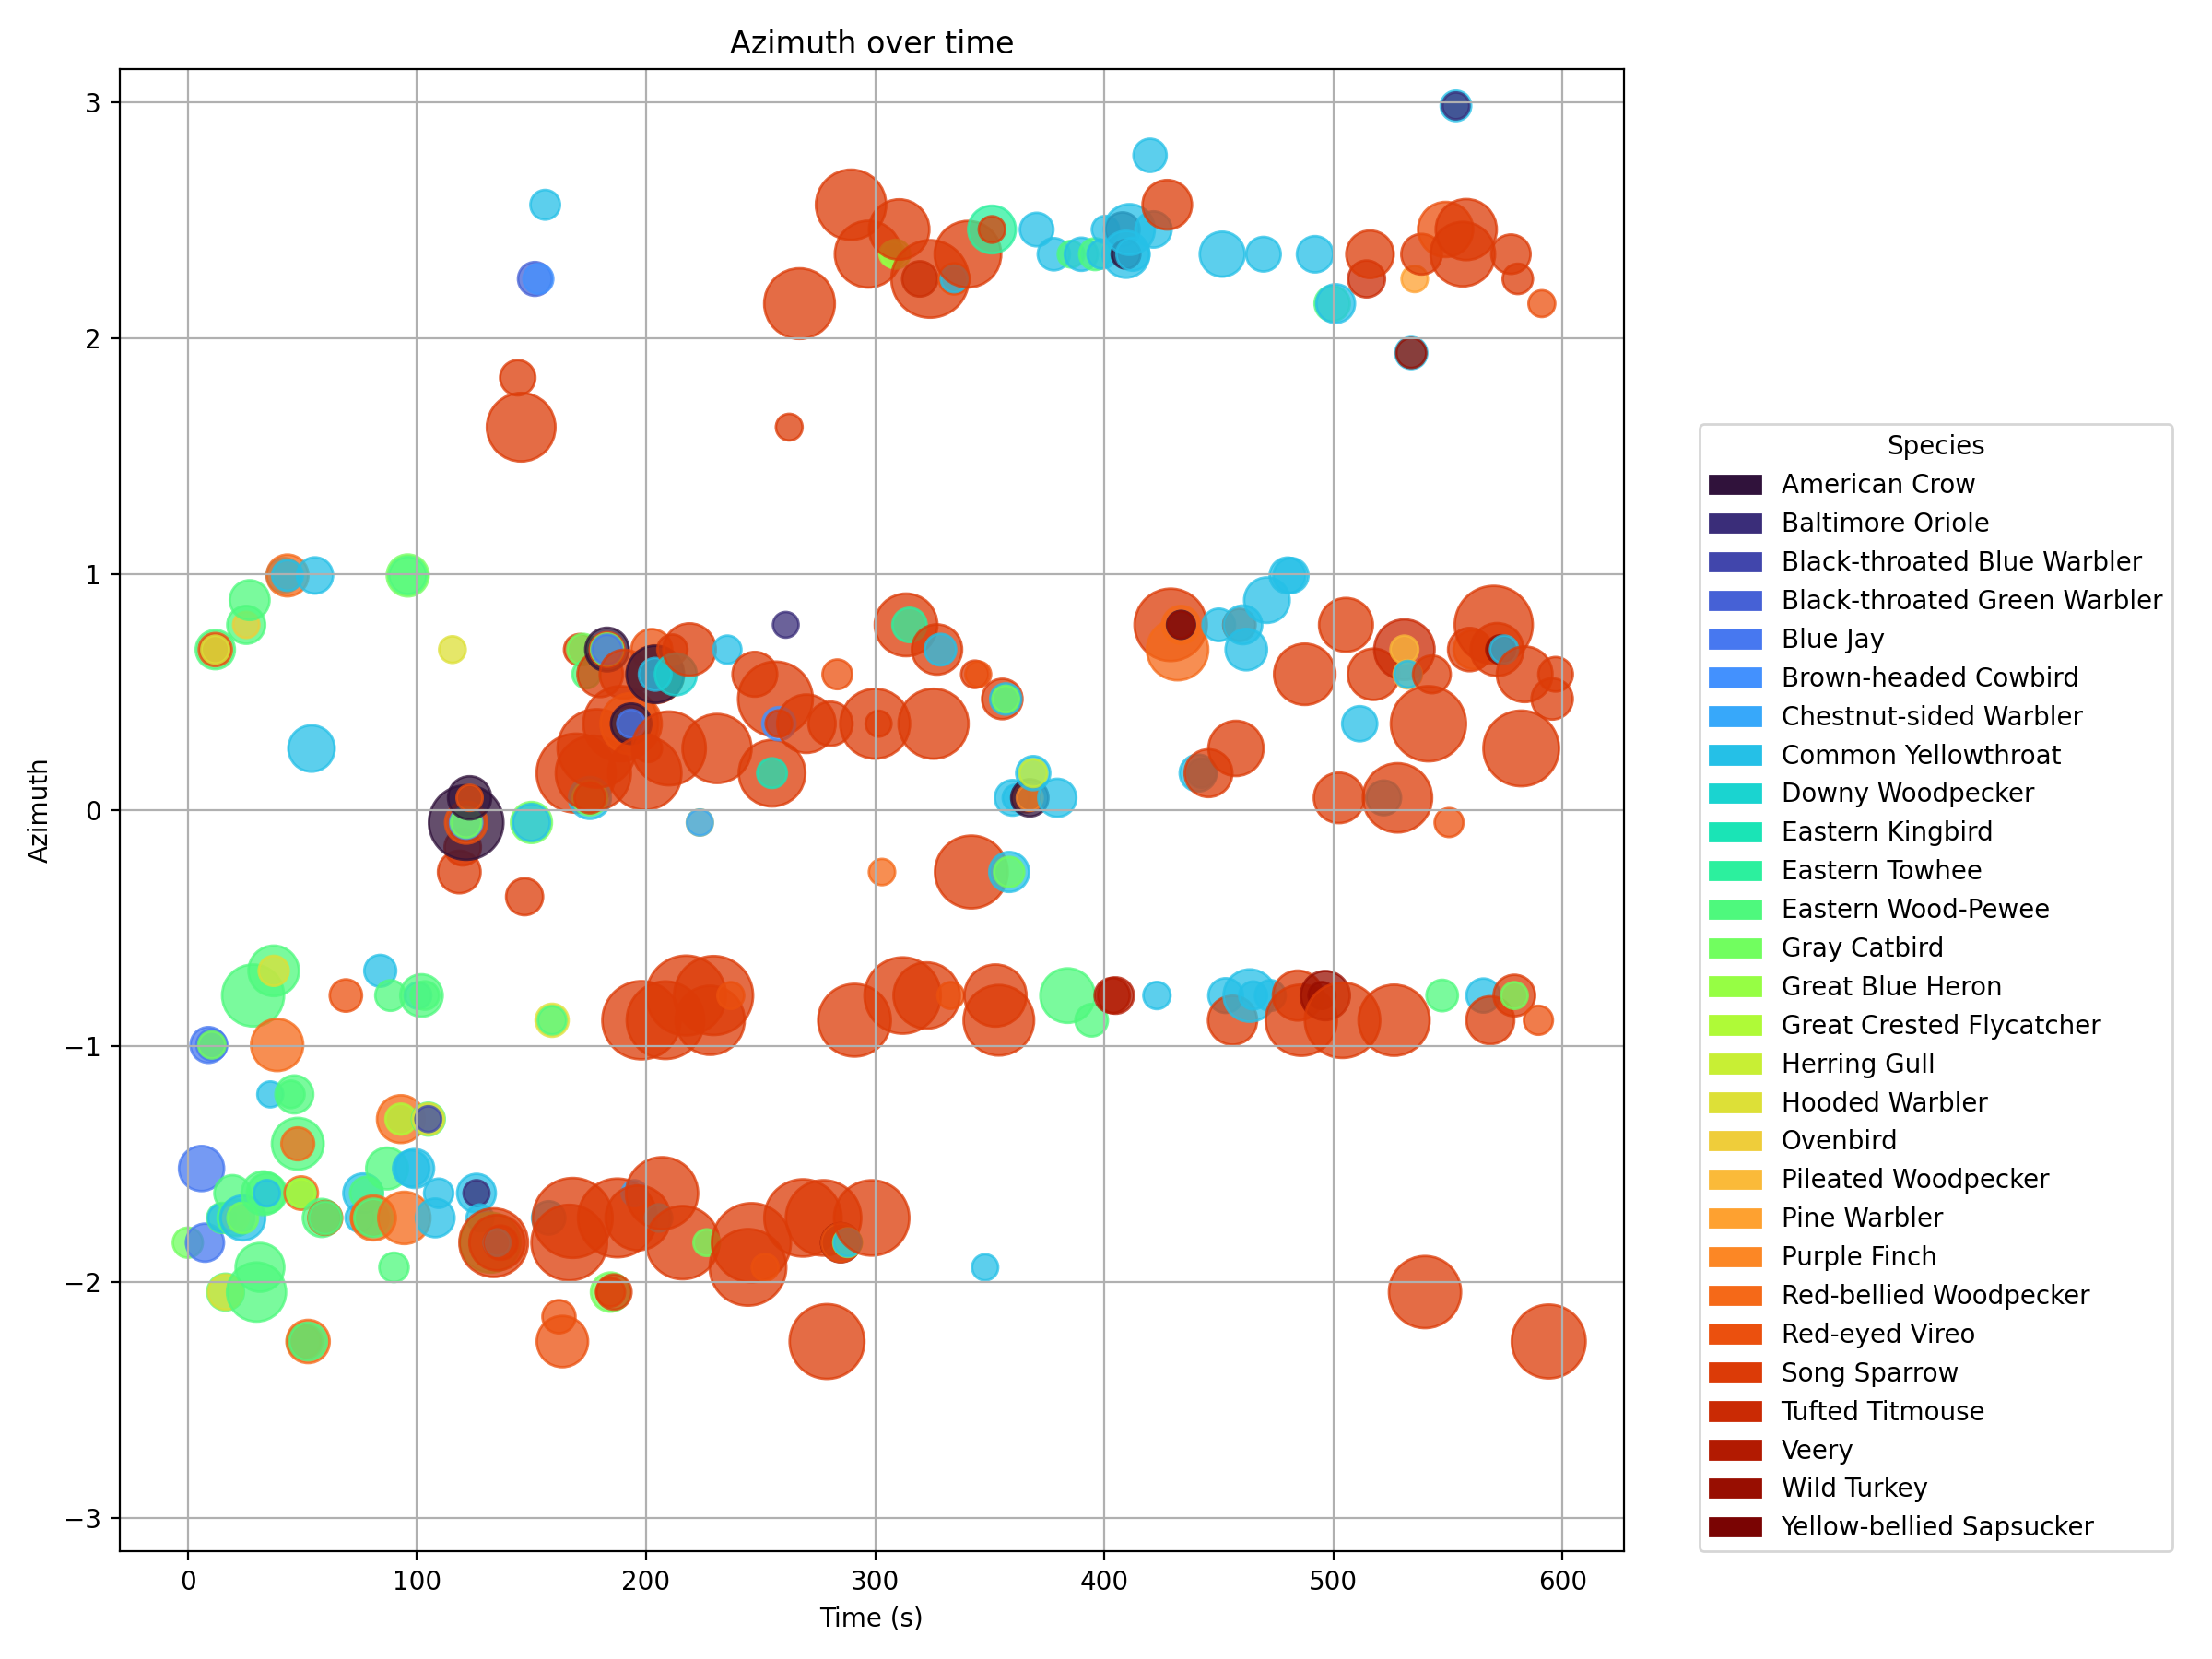 Azimuth over time
3
2
1
0
−1
−2
−3
Azimuth
0
100
200
300
400
500
600
Time (s)
Species
American Crow
Baltimore Oriole
Black-throated Blue Warbler
Black-throated Green Warbler
Blue Jay
Brown-headed Cowbird
Chestnut-sided Warbler
Common Yellowthroat
Downy Woodpecker
Eastern Kingbird
Eastern Towhee
Eastern Wood-Pewee
Gray Catbird
Great Blue Heron
Great Crested Flycatcher
Herring Gull
Hooded Warbler
Ovenbird
Pileated Woodpecker
Pine Warbler
Purple Finch
Red-bellied Woodpecker
Red-eyed Vireo
Song Sparrow
Tufted Titmouse
Veery
Wild Turkey
Yellow-bellied Sapsucker